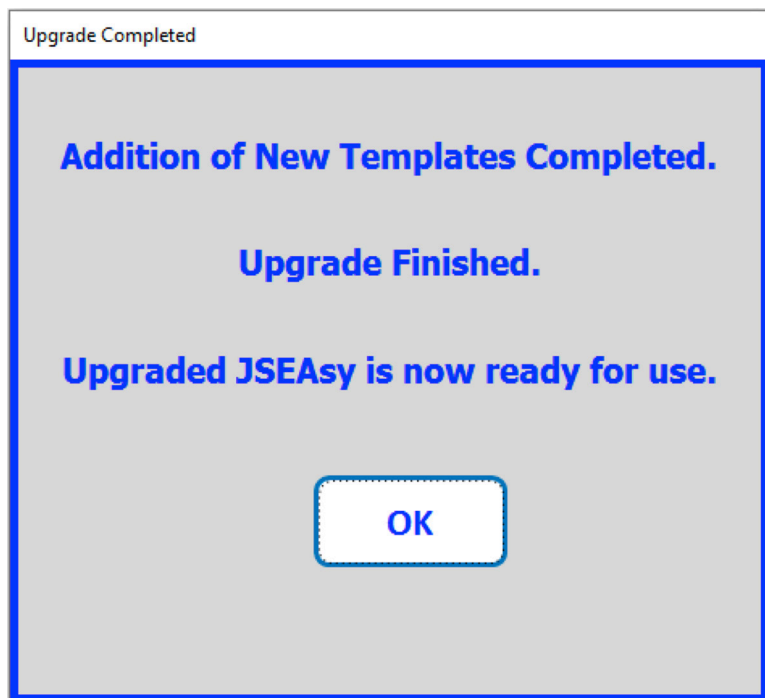 Upgrade Completed
Addition of New Templates Completed.
Upgrade Finished.
Upgraded JSEAsy is now ready for use.
OK